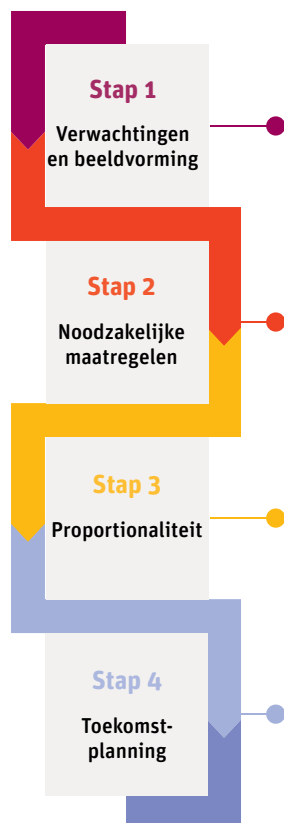 Stap 1
Verwachtingen
en beeldvorming
Stap 2
Noodzakelijke
maatregelen
Stap 3
Proportionaliteit
Stap 4
Toekomst-
planning